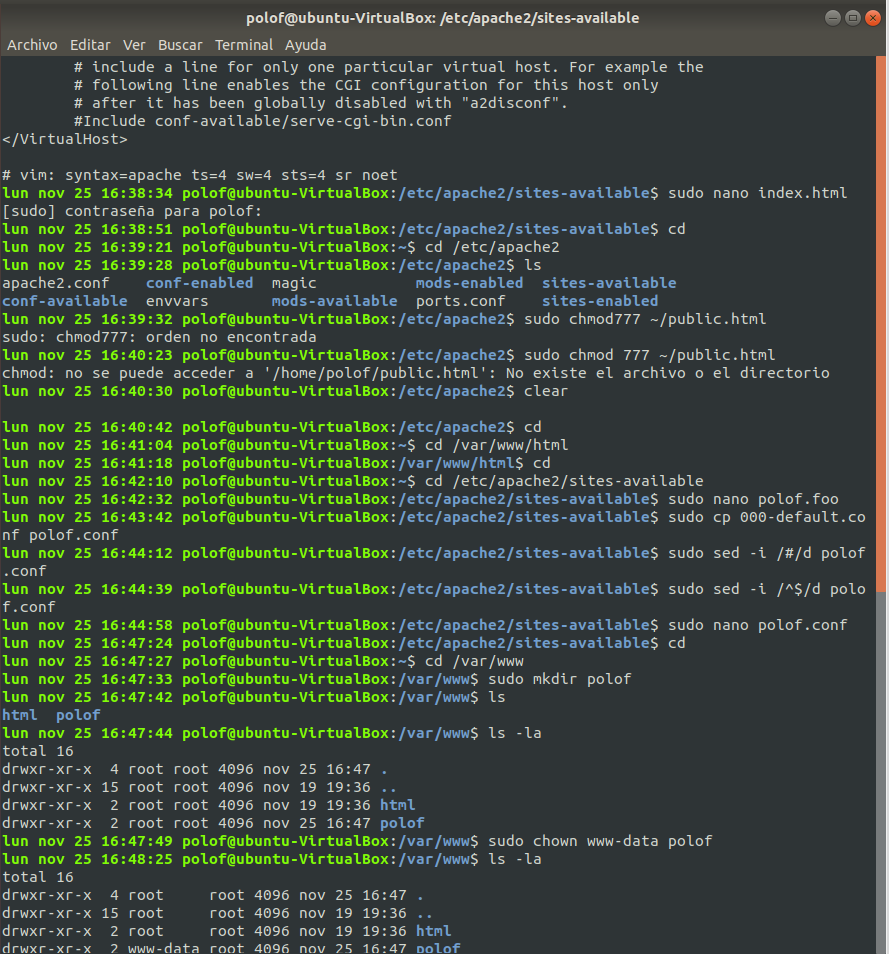 polof@ubuntu-VirtualBox: /etc/apache2/sites-available
Archivo Editar Ver Buscar Terminal Ayuda
# include a line for only one particular virtual host. For example the
# following line enables the CGI configuration for this host only
# after it has been globally disabled with "a2disconf".
#Include conf-available/serve-cgi-bin.conf
</VirtualHost>
# vim: syntax=apache ts=4 sw=4 sts=4 sr noet
lun nov 25 16:38:34 polof@ubuntu-VirtualBox:/etc/apache2/sites-available$ sudo nano index.html
[sudo] contraseña para polof:
lun nov 25 16:38:51 polof@ubuntu-VirtualBox:/etc/apache2/sites-available$ cd
lun nov 25 16:39:21 polof@ubuntu-VirtualBox:~$ cd /etc/apache2
lun nov 25 16:39:28 polof@ubuntu-VirtualBox:/etc/apache2$ ls
apache2.conf conf-enabled magic mods-enabled sites-available
conf-available envvars mods-available ports.conf sites-enabled
lun nov 25 16:39:32 polof@ubuntu-VirtualBox:/etc/apache2$ sudo chmod777 ~/public.html
sudo: chmod777: orden no encontrada
lun nov 25 16:40:23 polof@ubuntu-VirtualBox:/etc/apache2$ sudo chmod 777 ~/public.html
chmod: no se puede acceder a '/home/polof/public.html': No existe el archivo o el directorio
lun nov 25 16:40:30 polof@ubuntu-VirtualBox:/etc/apache2$ clear
lun nov 25 16:40:42 polof@ubuntu-VirtualBox:/etc/apache2$ cd
lun nov 25 16:41:04 polof@ubuntu-VirtualBox:~$ cd /var/www/html
lun nov 25 16:41:18 polof@ubuntu-VirtualBox:/var/www/html$ cd
lun nov 25 16:42:10 polof@ubuntu-VirtualBox:~$ cd /etc/apache2/sites-available
lun nov 25 16:42:32 polof@ubuntu-VirtualBox:/etc/apache2/sites-available$ sudo nano polof.foo
lun nov 25 16:43:42 polof@ubuntu-VirtualBox:/etc/apache2/sites-available$ sudo cp 000-default.co
nf polof.conf
lun nov 25 16:44:12 polof@ubuntu-VirtualBox:/etc/apache2/sites-available$ sudo sed -i /#/d polof
.conf
lun nov 25 16:44:39 polof@ubuntu-VirtualBox:/etc/apache2/sites-available$ sudo sed -i /^$/d polo
f.conf
lun nov 25 16:44:58 polof@ubuntu-VirtualBox:/etc/apache2/sites-available$ sudo nano polof.conf
lun nov 25 16:47:24 polof@ubuntu-VirtualBox:/etc/apache2/sites-available$ cd
lun nov 25 16:47:27 polof@ubuntu-VirtualBox:~$ cd /var/www
lun nov 25 16:47:33 polof@ubuntu-VirtualBox:/var/www$ sudo mkdir polof
lun nov 25 16:47:42 polof@ubuntu-VirtualBox:/var/www$ ls
html polof
lun nov 25 16:47:44 polof@ubuntu-VirtualBox:/var/www$ ls -la
total 16
drwxr-xr-x 4 root root 4096 nov 25 16:47 .
drwxr-xr-x 15 root root 4096 nov 19 19:36 ..
drwxr-xr-x 2 root root 4096 nov 19 19:36 html
drwxr-xr-x 2 root root 4096 nov 25 16:47 polof
lun nov 25 16:47:49 polof@ubuntu-VirtualBox:/var/www$ sudo chown www-data polof
lun nov 25 16:48:25 polof@ubuntu-VirtualBox:/var/www$ ls -la
total 16
drwxr-xr-x 4 root root 4096 nov 25 16:47 .
drwxr-xr-x 15 root root 4096 nov 19 19:36 ..
drwxr-xr-x 2 root root 4096 nov 19 19:36 html
drwxr-xr-x 2 www-data root 4096 nov 25 16:47 polof